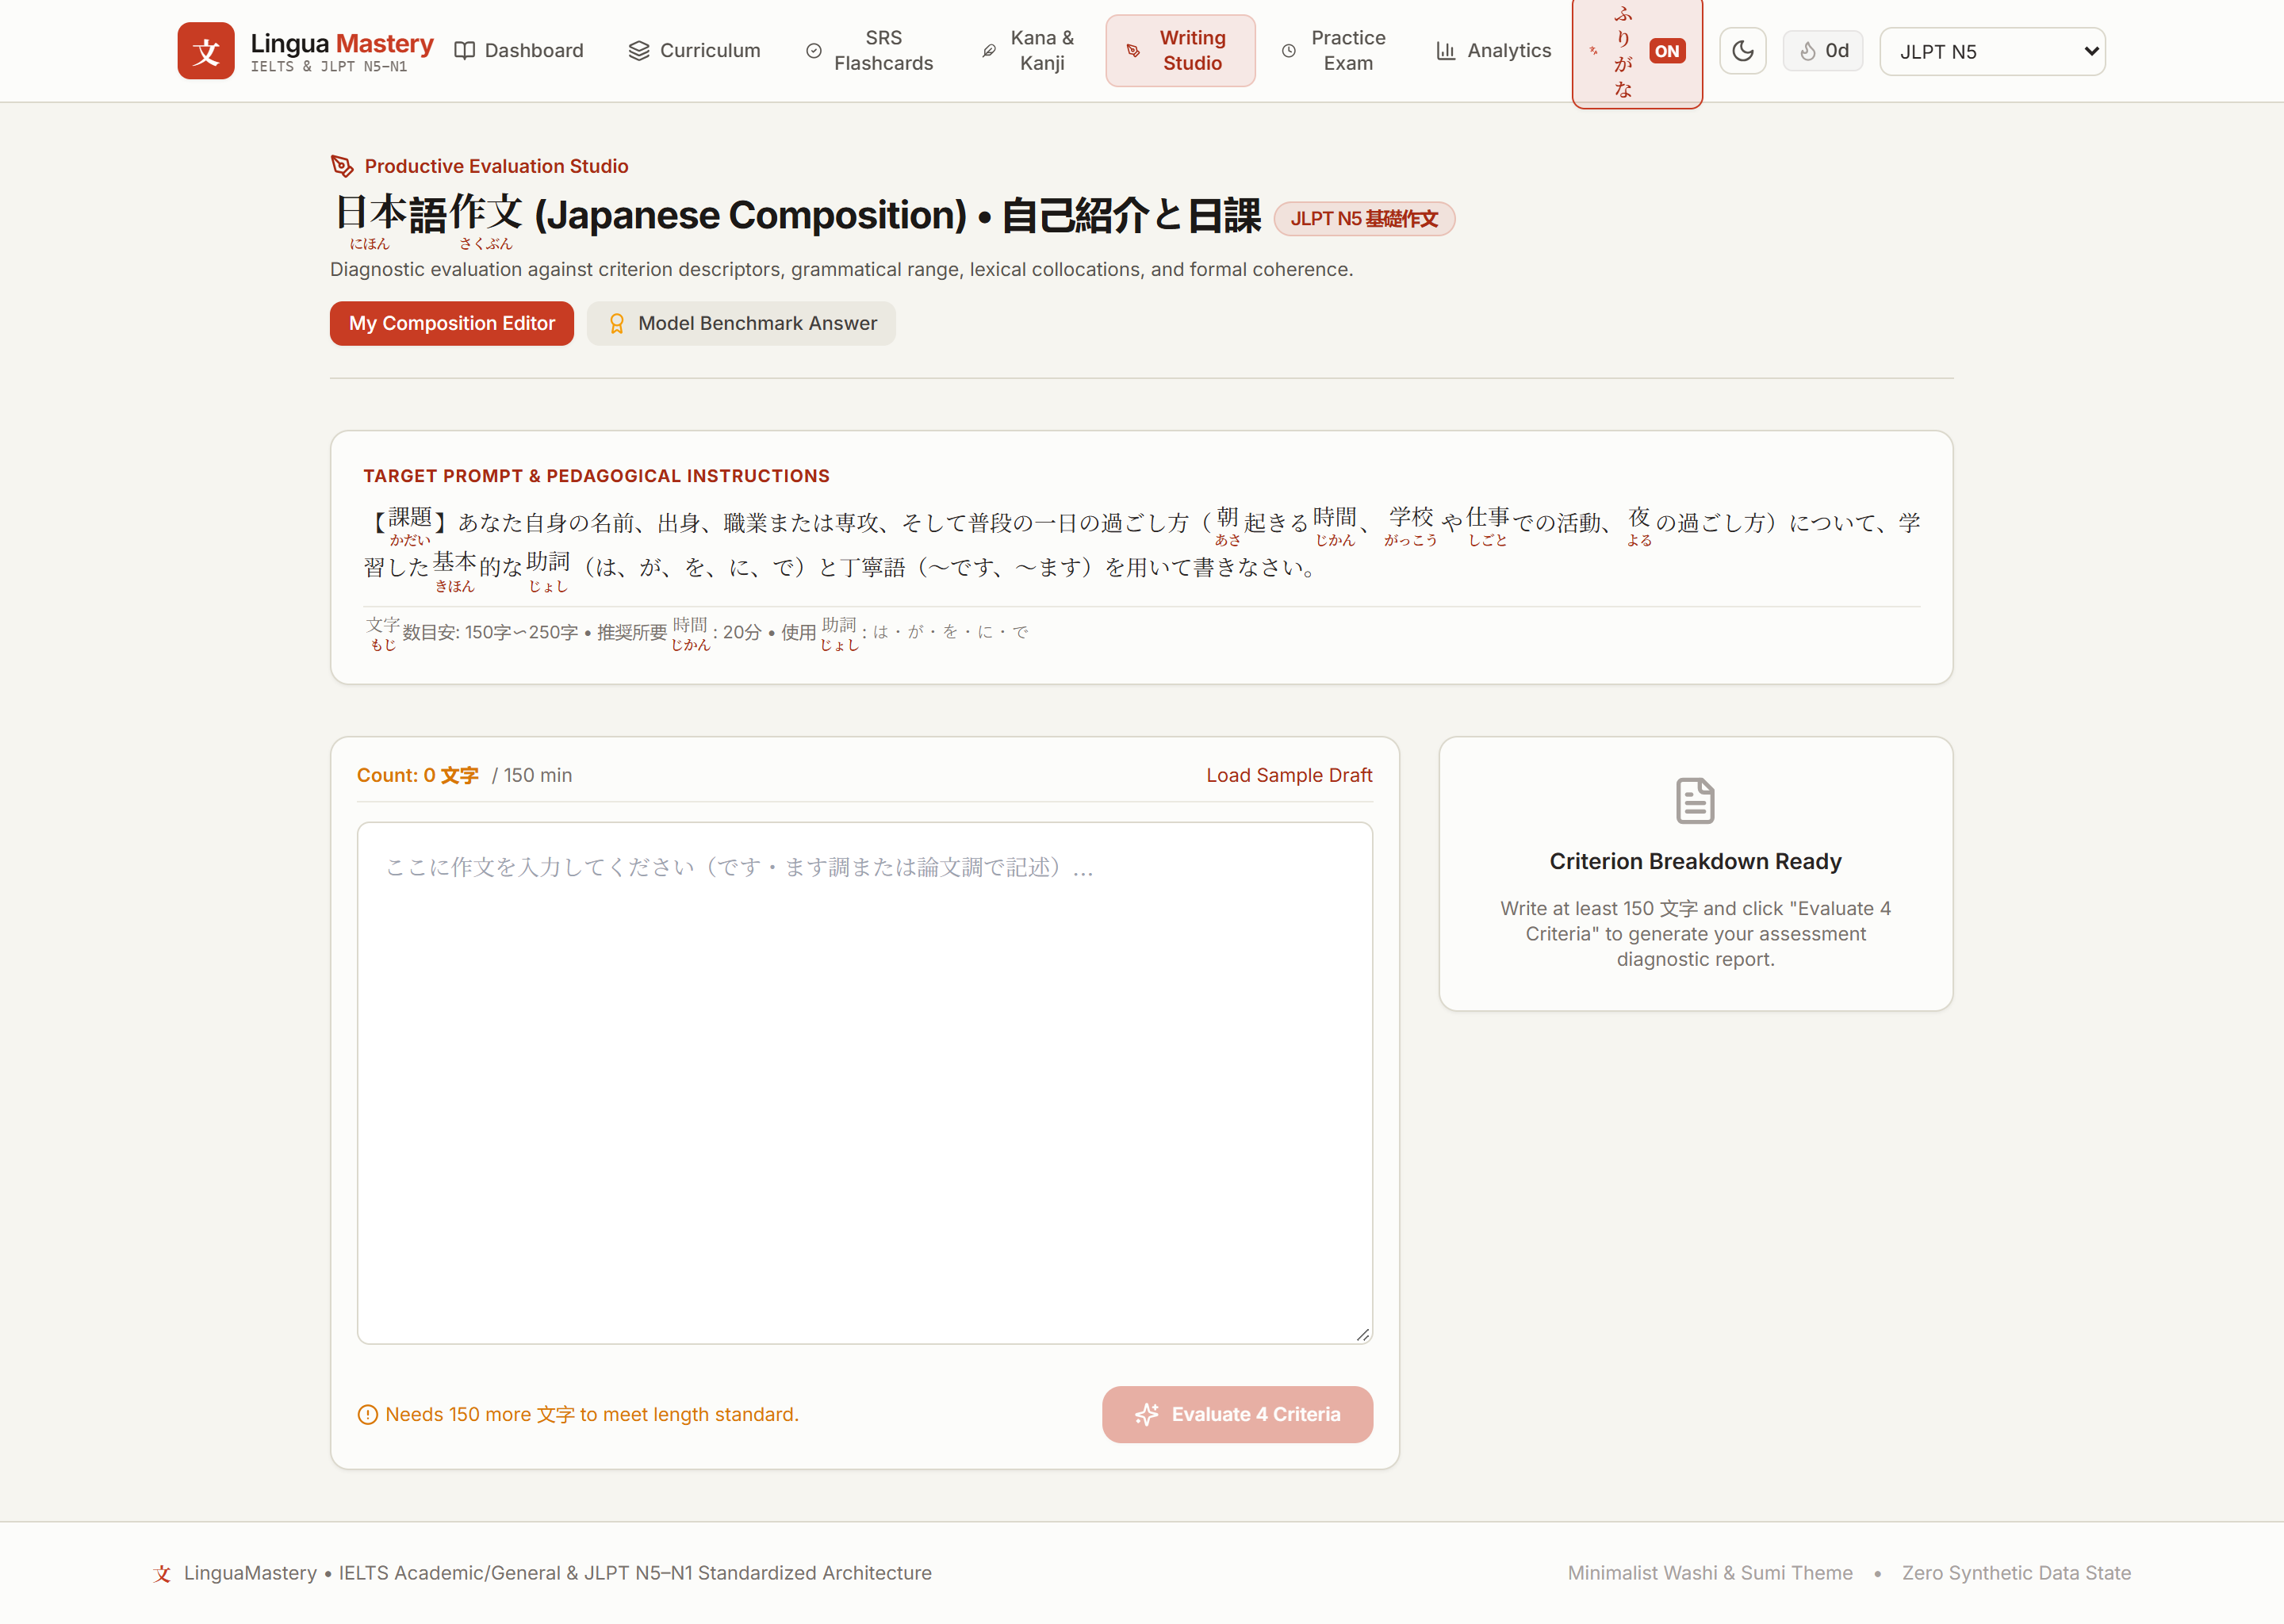 文
Lingua Mastery
IELTS & JLPT N5–N1
Dashboard
Curriculum
SRS Flashcards
Kana & Kanji
Writing Studio
Practice Exam
Analytics
ふりがな
ON
0d
JLPT N5
Productive Evaluation Studio
日本語作文 (Japanese Composition) • 自己紹介と日課
にほん さくぶん
JLPT N5 基礎作文
Diagnostic evaluation against criterion descriptors, grammatical range, lexical collocations, and formal coherence.
My Composition Editor
Model Benchmark Answer
TARGET PROMPT & PEDAGOGICAL INSTRUCTIONS
【課題】あなた自身の名前、出身、職業または専攻、そして普段の一日の過ごし方（朝起きる時間、学校や仕事での活動、夜の過ごし方）について、学
かだい あさ じかん がっこう しごと よる
習した基本的な助詞（は、が、を、に、で）と丁寧語（〜です、〜ます）を用いて書きなさい。
きほん じょし
文字数目安: 150字〜250字 • 推奨所要時間: 20分 • 使用助詞: は・が・を・に・で
もじ じかん じょし
Count: 0 文字 / 150 min
Load Sample Draft
ここに作文を入力してください（です・ます調または論文調で記述）...
Needs 150 more 文字 to meet length standard.
Evaluate 4 Criteria
Criterion Breakdown Ready
Write at least 150 文字 and click "Evaluate 4
Criteria" to generate your assessment
diagnostic report.
文 LinguaMastery • IELTS Academic/General & JLPT N5–N1 Standardized Architecture
Minimalist Washi & Sumi Theme • Zero Synthetic Data State